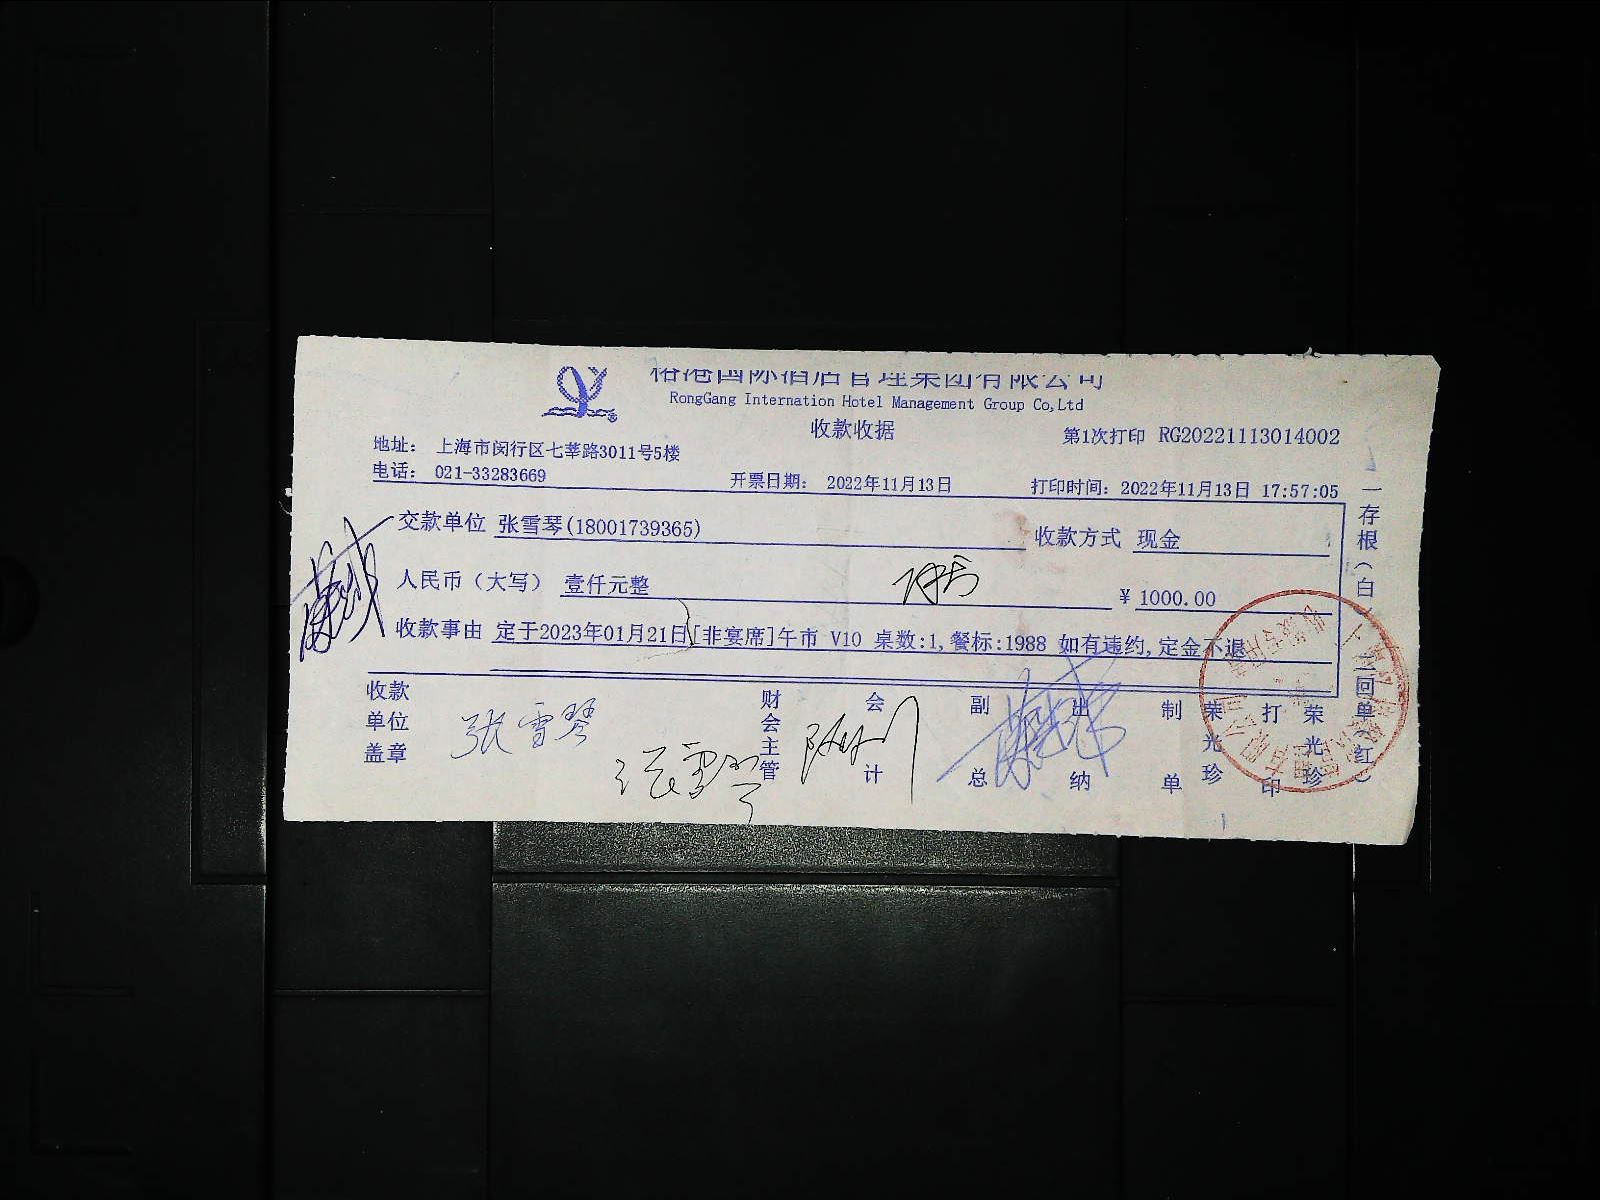 港国际酒店管理集团有限公司
RongGang Internation Hotel Management Group Co,Ltd
收款收据
第1次打印 RG20221113014002
地址： 上海市闵行区七莘路3011号5楼
电话： 021-33283669
开票日期： 2022年11月13日
打印时间：2022年11月13日 17:57:05
交款单位 张雪琴(18001739365)
收款方式 现金
人民币（大写） 壹仟元整
¥ 1000.00
收款事由 定于2023年01月21日[非宴席]午市 V10 桌数:1,餐标:1988 如有违约,定金不退
收款单位盖章
张雪琴
张雪琴
财会主管
会计
副总
出纳
制单
荣光珍
打印
荣光珍
一存根（白）
二回单（红）